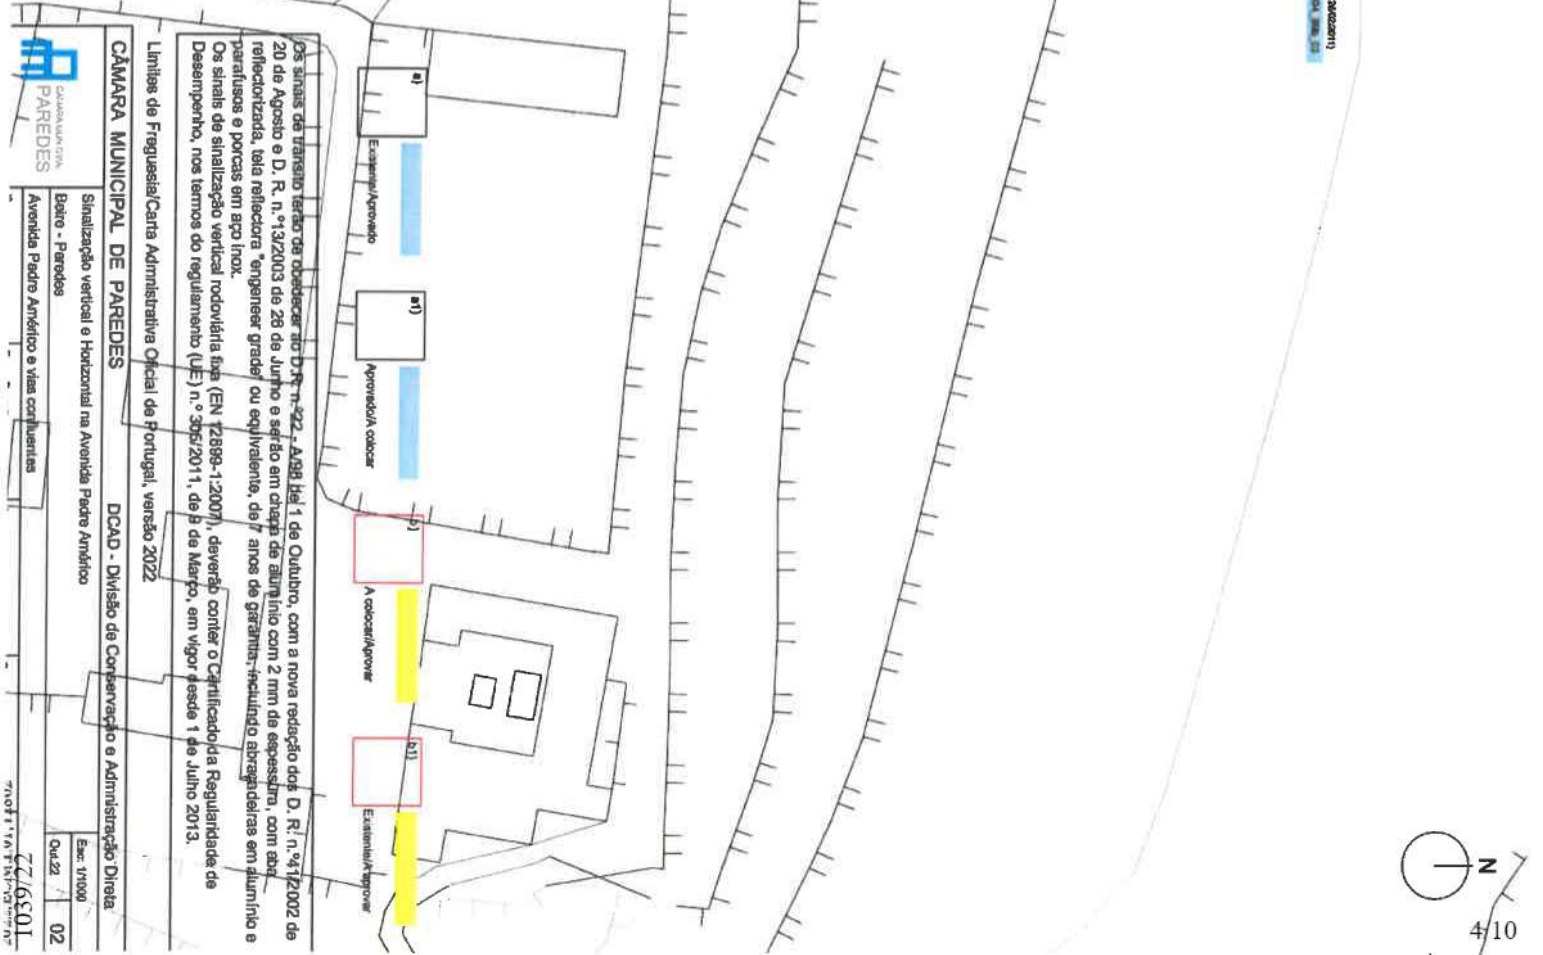 26/02/2011)
a)
Existente/Aprovado
a1)
Aprovado/A colocar
b)
A colocar/Aprovar
b1)
Existente/A aprovar
Os sinais de trânsito terão de obedecer ao D.R. n.º22 - A/98 de 1 de Outubro, com a nova redação dos D. R. n.º41/2002 de
20 de Agosto e D. R. n.º13/2003 de 26 de Junho e serão em chapa de alumínio com 2 mm de espessura, com aba
reflectorizada, tela reflectora "engeneer grade" ou equivalente, de 7 anos de garantia, incluindo abraçadeiras em alumínio e
parafusos e porcas em aço inox.
Os sinais de sinalização vertical rodoviária fixa (EN 12899-1:2007), deverão conter o Certificado da Regularidade de
Desempenho, nos termos do regulamento (UE) n.º 305/2011, de 9 de Março, em vigor desde 1 de Julho 2013.
Limites de Freguesia/Carta Administrativa Oficial de Portugal, versão 2022
CÂMARA MUNICIPAL DE PAREDES
DCAD - Divisão de Conservação e Administração Direta
CÂMARA MUNICIPAL
PAREDES
Sinalização vertical e Horizontal na Avenida Padre Américo
Beire - Paredes
Avenida Padre Américo e vias confluentes
Esc: 1/1000
Out.22
02
1039/22
N
4/10